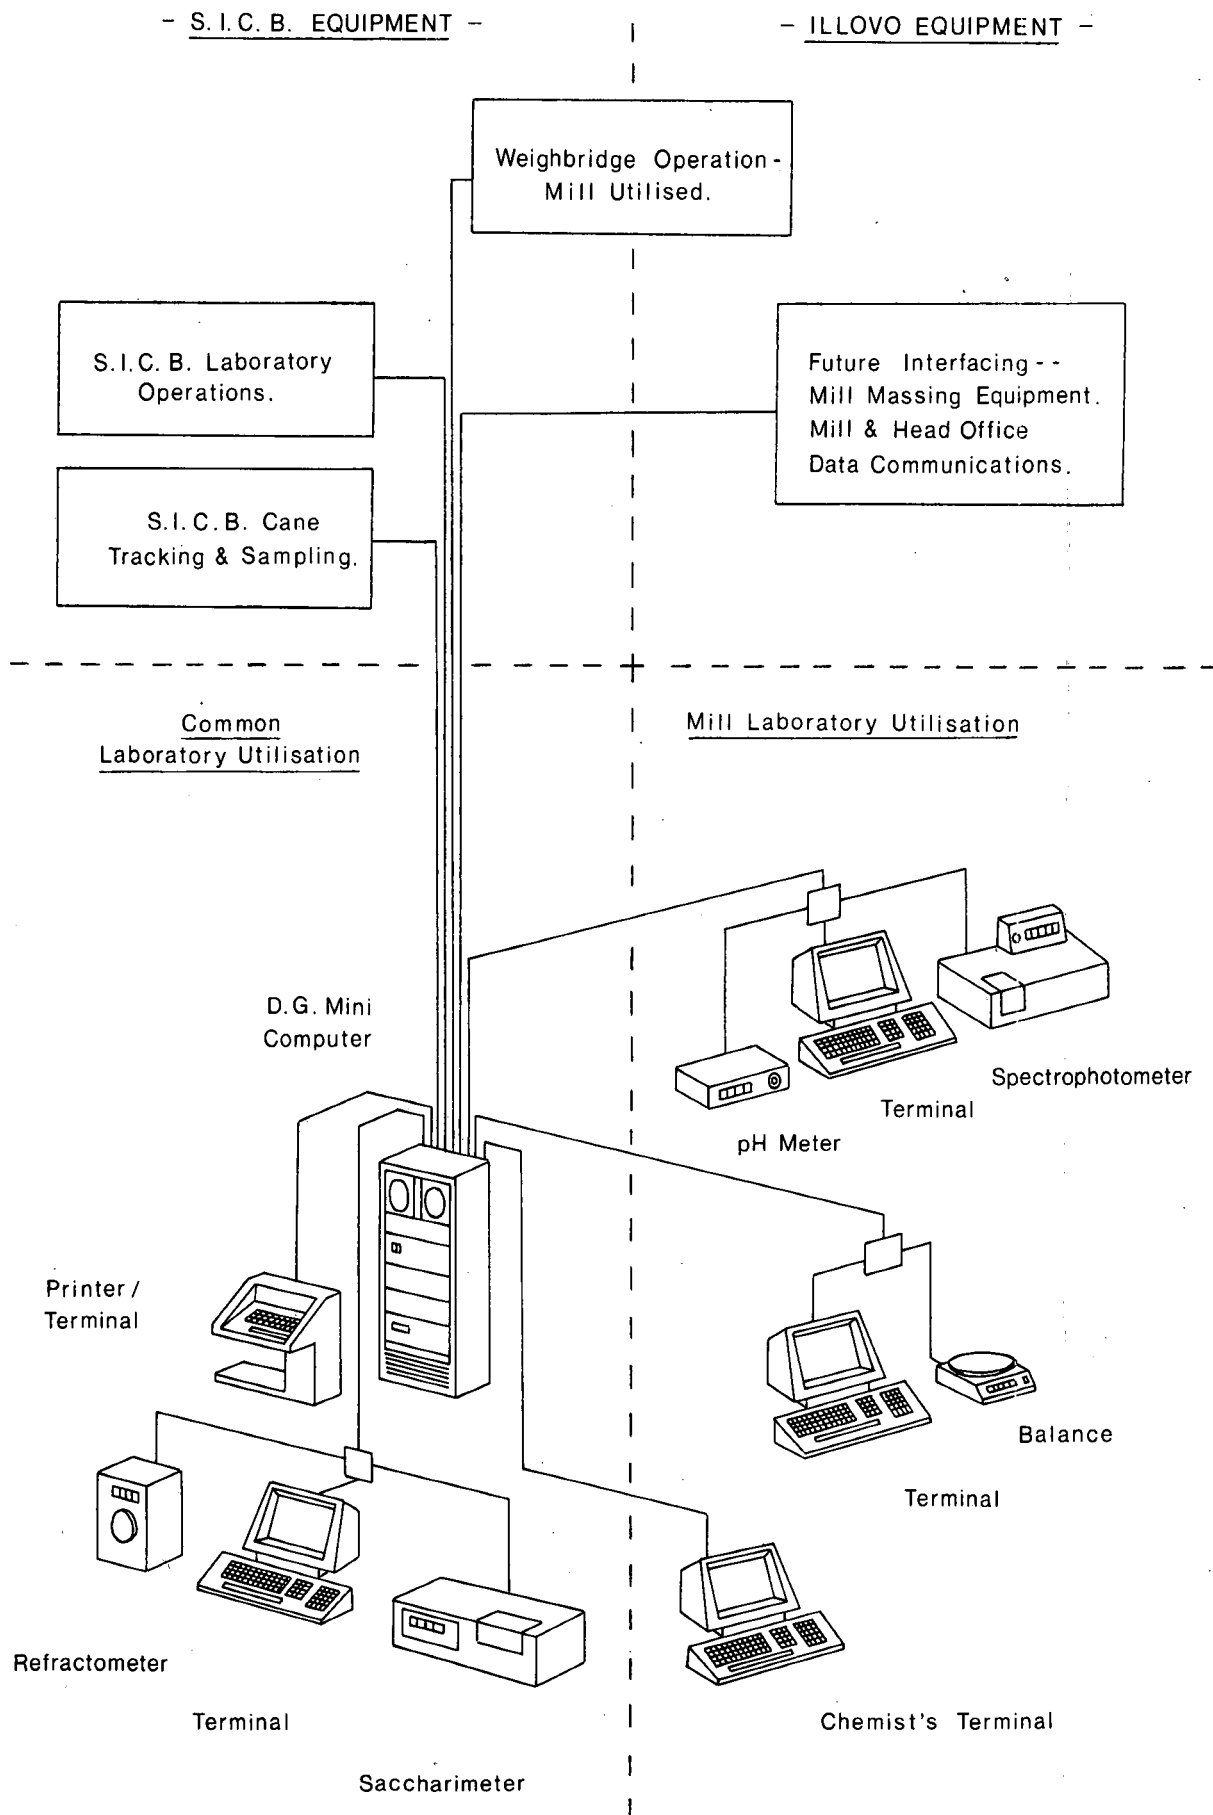 - S.I.C.B. EQUIPMENT -
- ILLOVO EQUIPMENT -
Weighbridge Operation -
Mill Utilised.
S.I.C.B. Laboratory
Operations.
Future Interfacing --
Mill Massing Equipment.
Mill & Head Office
Data Communications.
S.I.C.B. Cane
Tracking & Sampling.
Common
Laboratory Utilisation
Mill Laboratory Utilisation
D.G. Mini
Computer
Spectrophotometer
Terminal
pH Meter
Printer/
Terminal
Balance
Terminal
Refractometer
Terminal
Chemist's Terminal
Saccharimeter